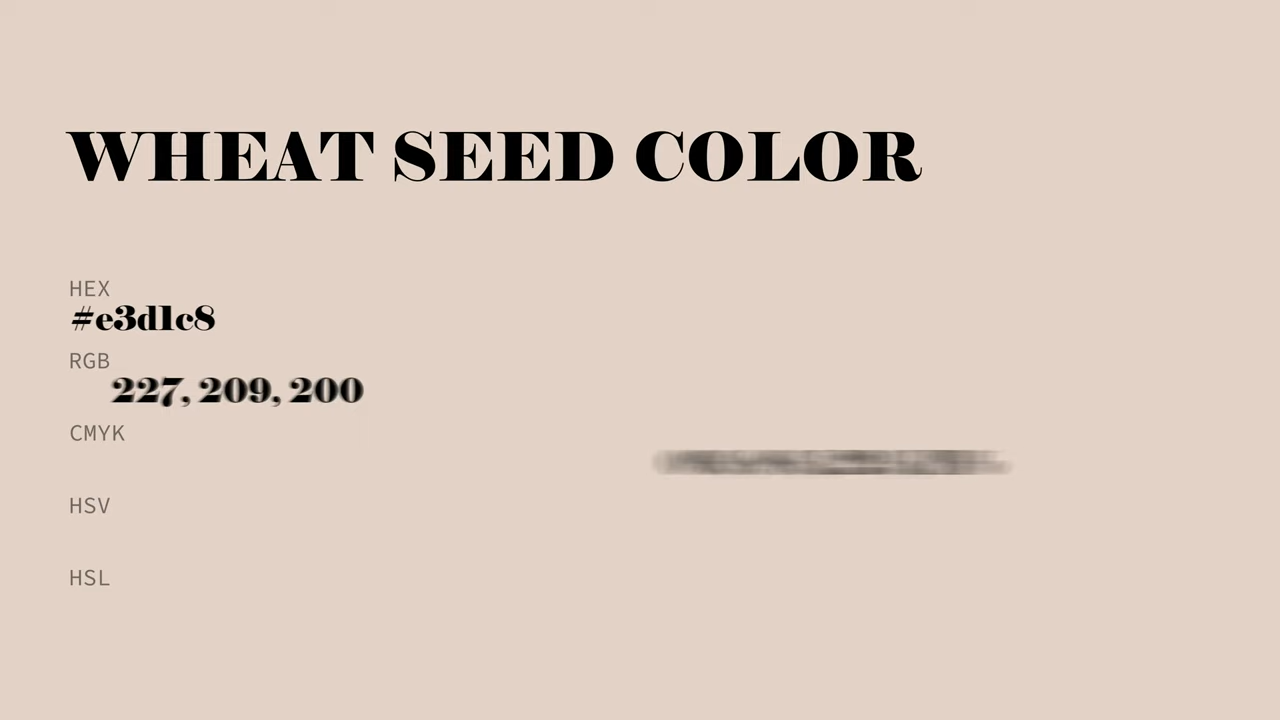 WHEAT SEED COLOR
HEX
#e3d1c8
RGB
227, 209, 200
CMYK
HSV
HSL